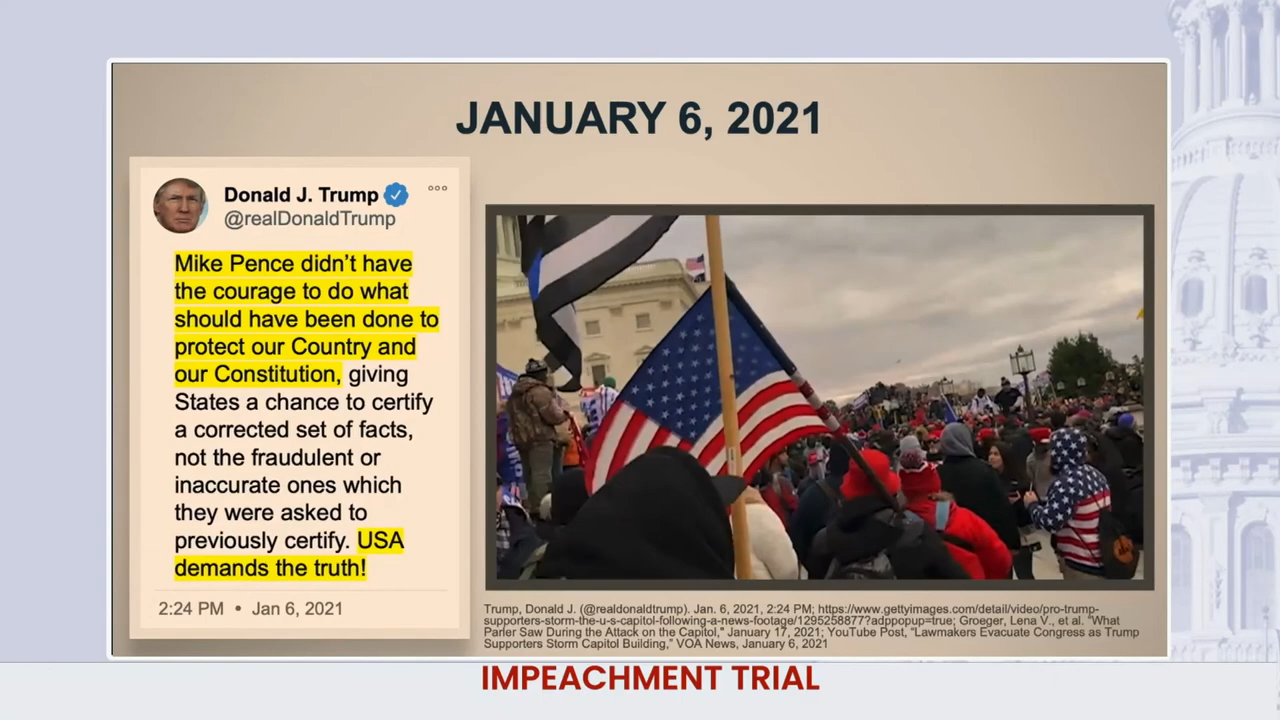 JANUARY 6, 2021
Donald J. Trump
@realDonaldTrump
Mike Pence didn’t have
the courage to do what
should have been done to
protect our Country and
our Constitution, giving
States a chance to certify
a corrected set of facts,
not the fraudulent or
inaccurate ones which
they were asked to
previously certify. USA
demands the truth!
2:24 PM • Jan 6, 2021
Trump, Donald J. (@realdonaldtrump). Jan. 6, 2021, 2:24 PM; https://www.gettyimages.com/detail/video/pro-trump-
supporters-storm-the-u-s-capitol-following-a-news-footage/1295258877?adppopup=true; Groeger, Lena V., et al. "What
Parler Saw During the Attack on the Capitol," January 17, 2021; YouTube Post, "Lawmakers Evacuate Congress as Trump
Supporters Storm Capitol Building," VOA News, January 6, 2021
IMPEACHMENT TRIAL